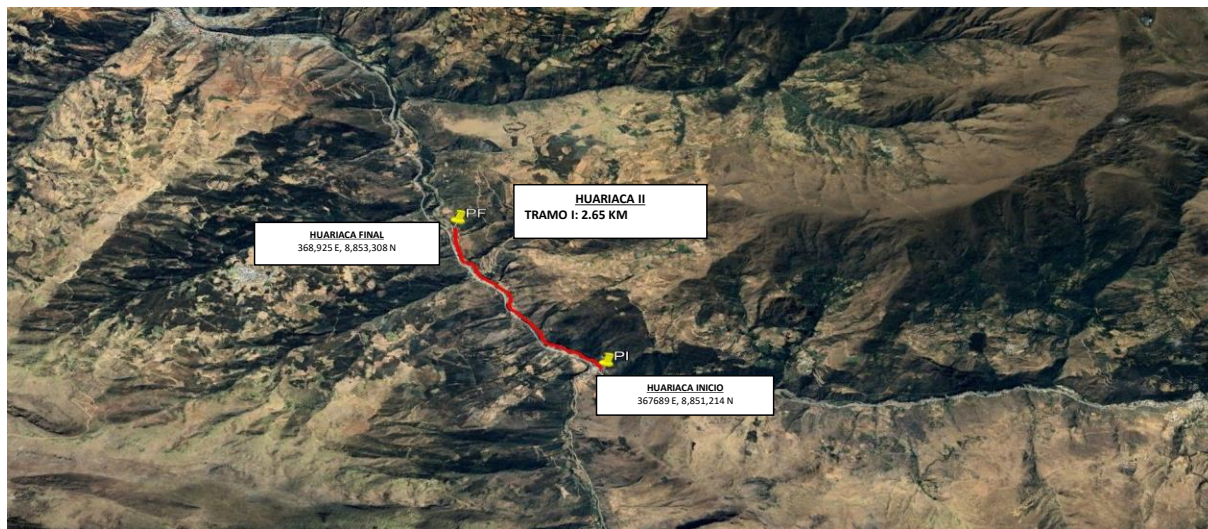 HUARIACA II
TRAMO I: 2.65 KM
PF
HUARIACA FINAL
368,925 E, 8,853,308 N
PI
HUARIACA INICIO
367689 E, 8,851,214 N